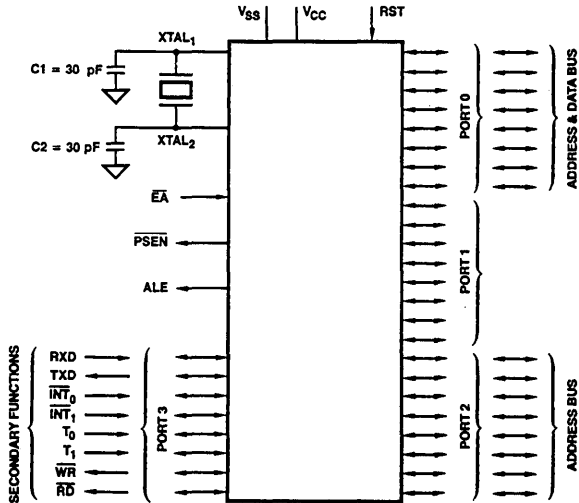 VSS VCC RST
XTAL1
C1 = 30 pF
C2 = 30 pF
XTAL2
EA
PSEN
ALE
PORT 0
ADDRESS & DATA BUS
PORT 1
PORT 2
ADDRESS BUS
SECONDARY FUNCTIONS
RXD
TXD
INT0
INT1
T0
T1
WR
RD
PORT 3